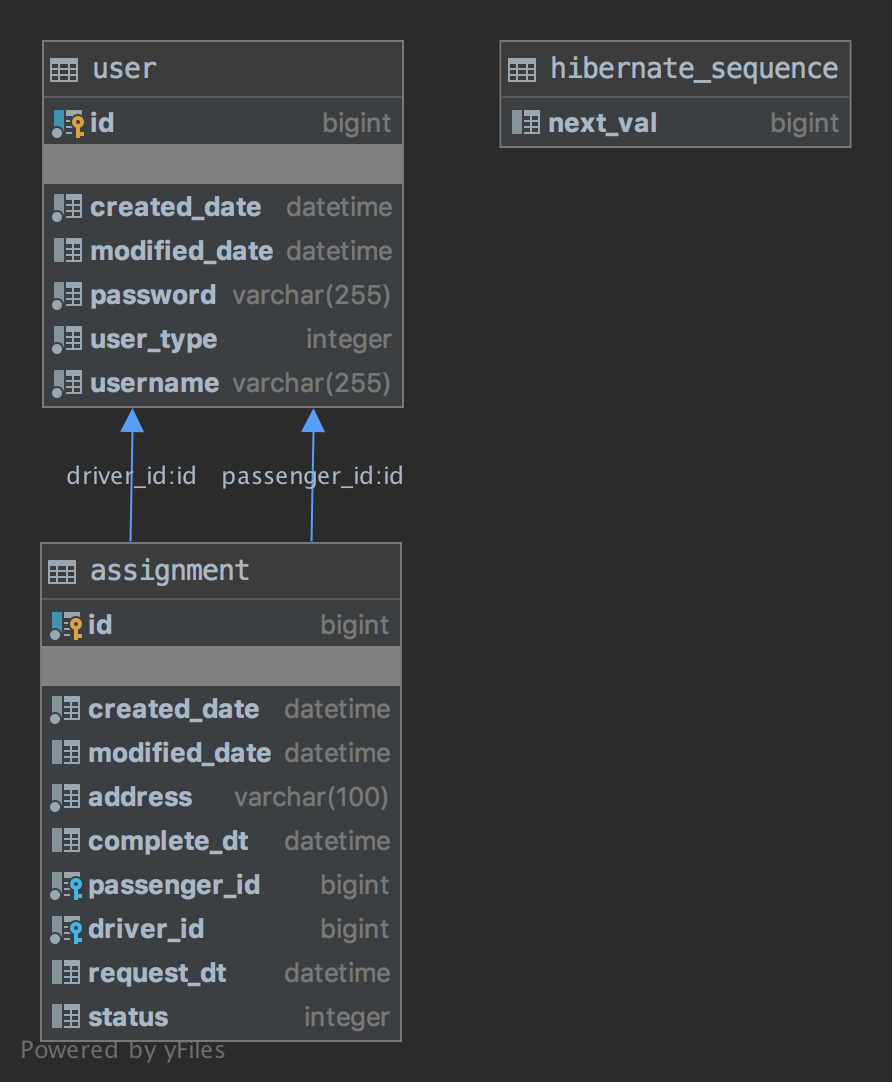 user
id bigint
created_date datetime
modified_date datetime
password varchar(255)
user_type integer
username varchar(255)
hibernate_sequence
next_val bigint
driver_id:id
passenger_id:id
assignment
id bigint
created_date datetime
modified_date datetime
address varchar(100)
complete_dt datetime
passenger_id bigint
driver_id bigint
request_dt datetime
status integer
Powered by yFiles